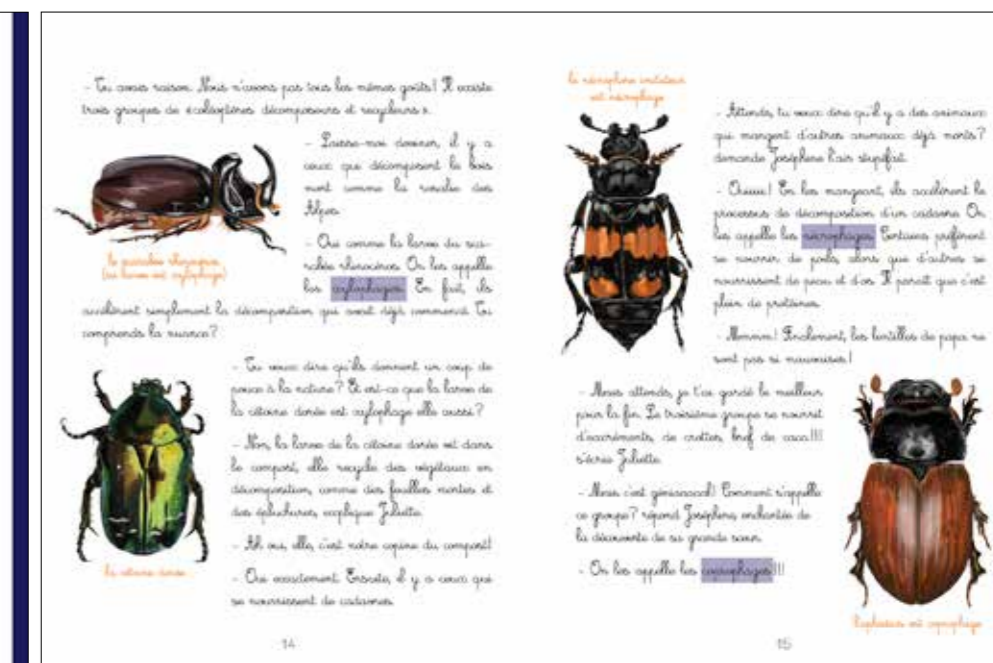 - Tu avais raison. Nous n'avons pas tous les mêmes goûts! Il existe
trois groupes de « coléoptères décomposeurs et recycleurs ».
- Laisse-moi deviner, il y a
ceux qui décomposent le bois
mort comme la rosalie des
Alpes.
- Oui comme la larve du sca-
rabée rhinocéros. On les appelle
les xylophages. En fait, ils
accélèrent simplement la décomposition qui avait déjà commencé. Tu
comprends la nuance?
le scarabée rhinocéros
(sa larve est xylophage)
- Tu veux dire qu'ils donnent un coup de
pouce à la nature? Et est-ce que la larve de
la cétoine dorée est xylophage elle aussi?
- Non, la larve de la cétoine dorée vit dans
le compost, elle recycle des végétaux en
décomposition, comme des feuilles mortes et
des épluchures, explique Juliette.
- Ah oui, elle, c'est notre copine du compost!
- Oui exactement. Ensuite, il y a ceux qui
se nourrissent de cadavres.
la cétoine dorée
14
le nécrophore
est nécrophage
- Attends, tu veux dire qu'il y a des animaux
qui mangent d'autres animaux déjà morts?
demande Joséphine l'air stupéfait.
- Ouiiii! En les mangeant, ils accélèrent le
processus de décomposition d'un cadavre. On
les appelle les nécrophages. Certains préfèrent
se nourrir de poils, alors que d'autres se
nourrissent de peau et d'os. Il paraît que c'est
plein de protéines.
- Mmmm! Finalement, les lentilles de papa ne
sont pas si mauvaises!
- Mais attends, je t'ai gardé le meilleur
pour la fin. Le troisième groupe se nourrit
d'excréments, de crottes, bref de caca!!!
s'écrie Juliette.
- Mais c'est géniaaaal! Comment s'appelle
ce groupe? répond Joséphine, enchantée de
la découverte de sa grande sœur.
- On les appelle les coprophages!!!
est coprophage
15